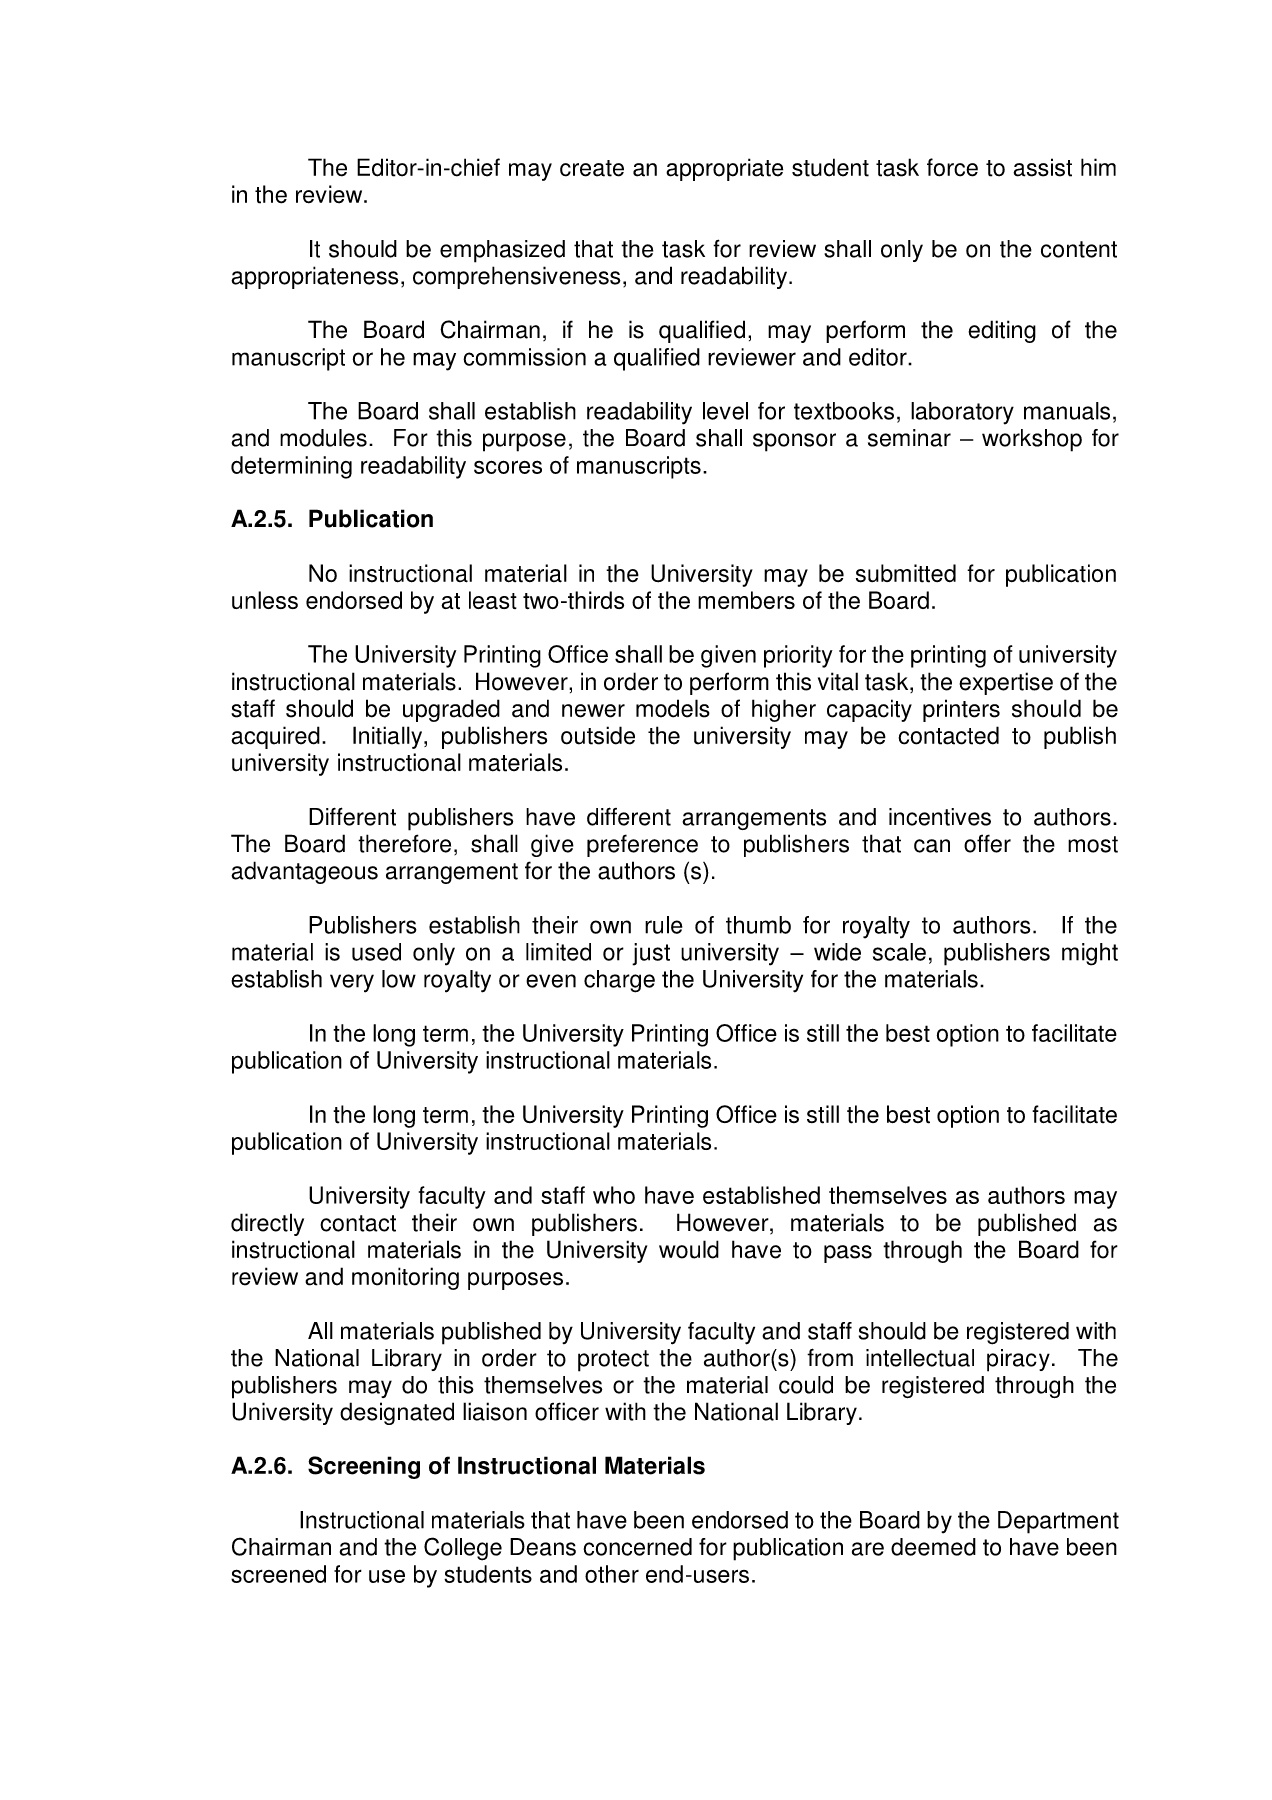 The Editor-in-chief may create an appropriate student task force to assist him
in the review.
It should be emphasized that the task for review shall only be on the content
appropriateness, comprehensiveness, and readability.
The Board Chairman, if he is qualified, may perform the editing of the
manuscript or he may commission a qualified reviewer and editor.
The Board shall establish readability level for textbooks, laboratory manuals,
and modules.  For this purpose, the Board shall sponsor a seminar – workshop for
determining readability scores of manuscripts.
A.2.5.  Publication
No instructional material in the University may be submitted for publication
unless endorsed by at least two-thirds of the members of the Board.
The University Printing Office shall be given priority for the printing of university
instructional materials.  However, in order to perform this vital task, the expertise of the
staff should be upgraded and newer models of higher capacity printers should be
acquired.  Initially, publishers outside the university may be contacted to publish
university instructional materials.
Different publishers have different arrangements and incentives to authors.
The Board therefore, shall give preference to publishers that can offer the most
advantageous arrangement for the authors (s).
Publishers establish their own rule of thumb for royalty to authors.  If the
material is used only on a limited or just university – wide scale, publishers might
establish very low royalty or even charge the University for the materials.
In the long term, the University Printing Office is still the best option to facilitate
publication of University instructional materials.
In the long term, the University Printing Office is still the best option to facilitate
publication of University instructional materials.
University faculty and staff who have established themselves as authors may
directly contact their own publishers.  However, materials to be published as
instructional materials in the University would have to pass through the Board for
review and monitoring purposes.
All materials published by University faculty and staff should be registered with
the National Library in order to protect the author(s) from intellectual piracy.  The
publishers may do this themselves or the material could be registered through the
University designated liaison officer with the National Library.
A.2.6.  Screening of Instructional Materials
Instructional materials that have been endorsed to the Board by the Department
Chairman and the College Deans concerned for publication are deemed to have been
screened for use by students and other end-users.